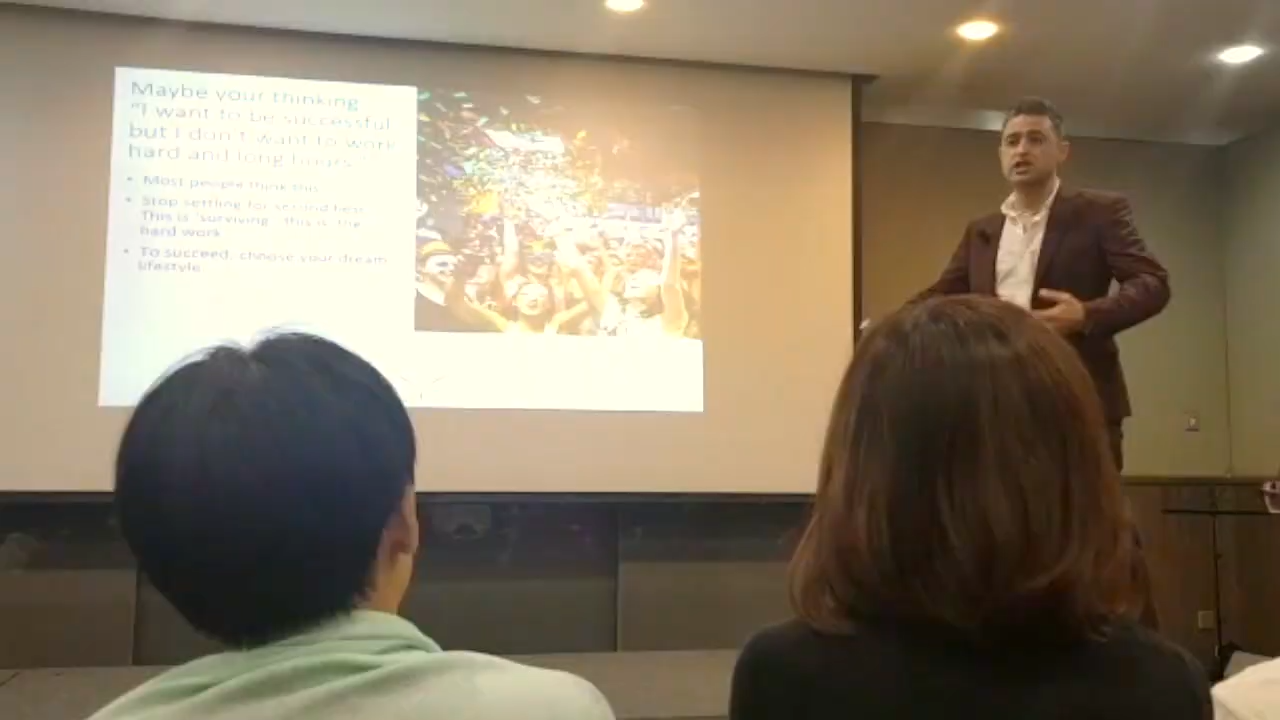 Maybe your thinking
"I want to be successful
but I don't want to work
hard and long hours."
• Most people think this
• Stop settling for second best
This is 'surviving' this is the
hard work
• To succeed, choose your dream
lifestyle